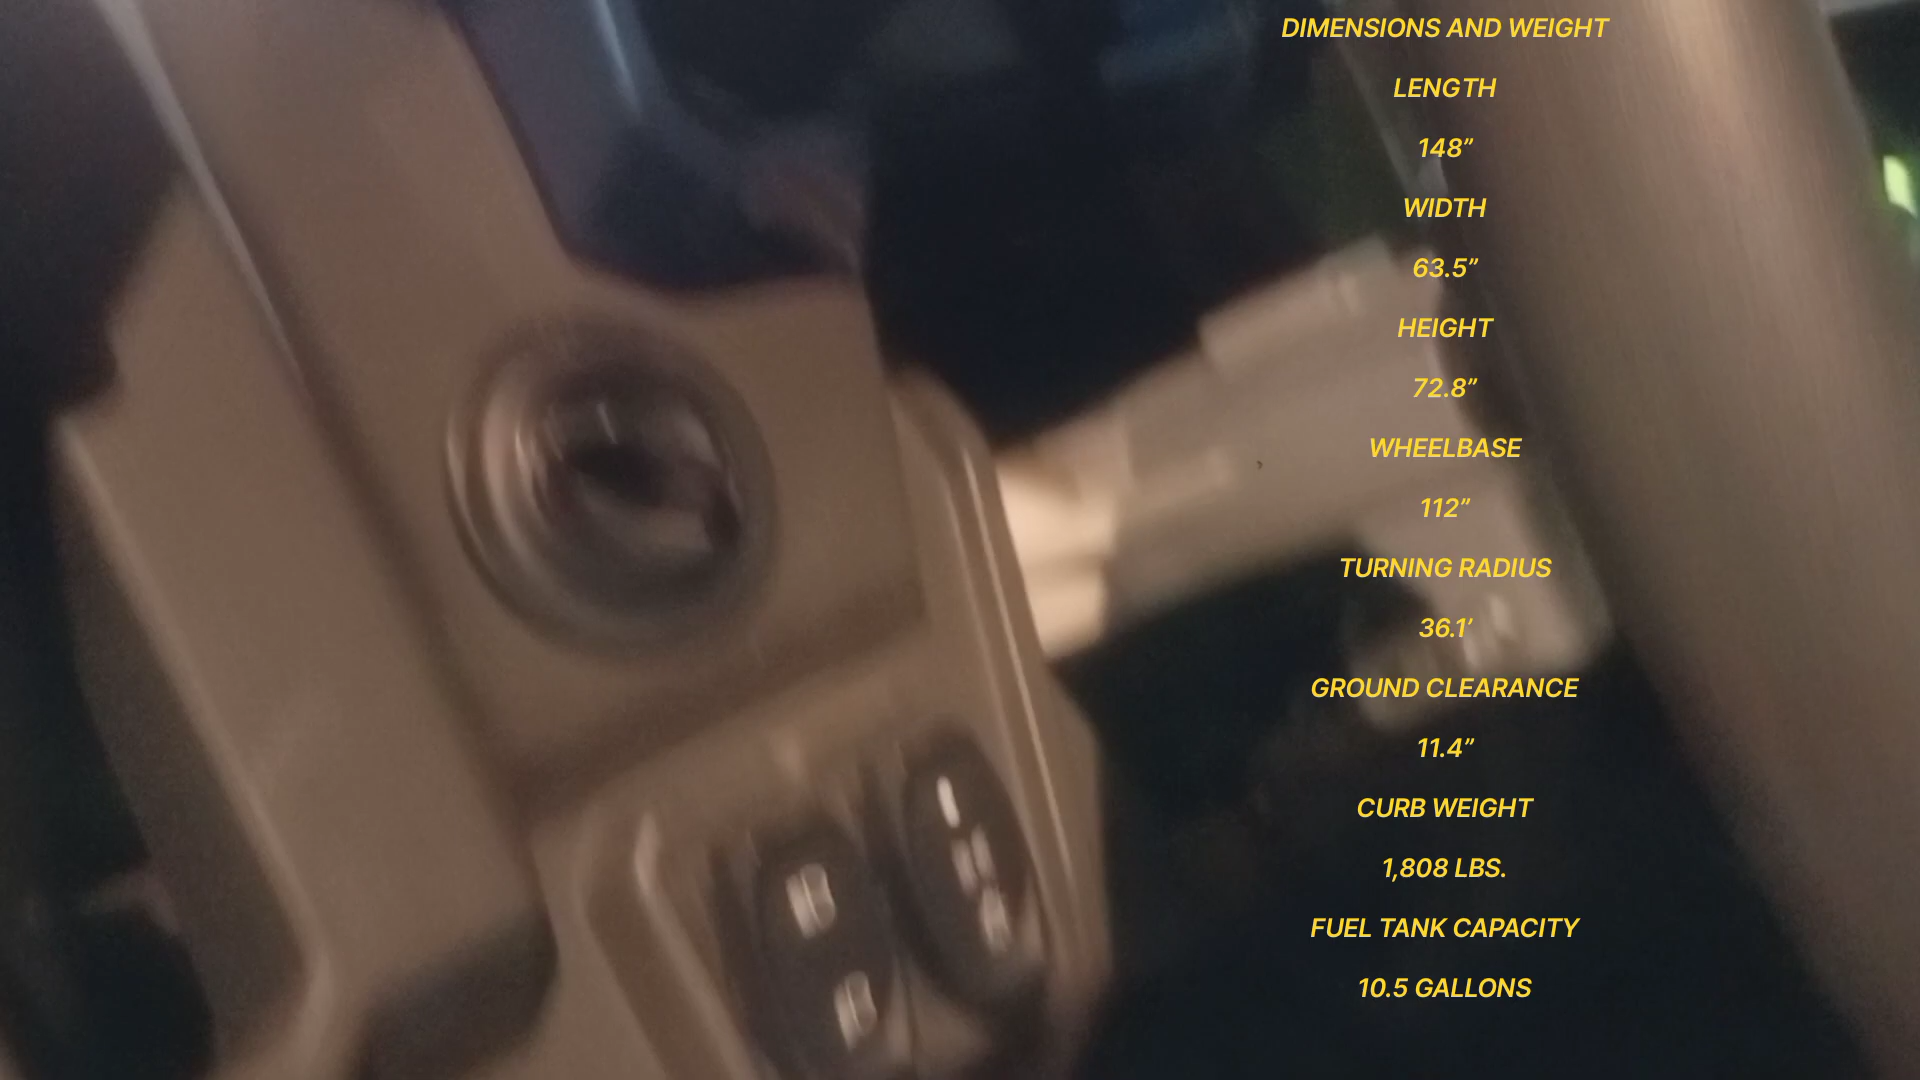 DIMENSIONS AND WEIGHT
LENGTH
148”
WIDTH
63.5”
HEIGHT
72.8”
WHEELBASE
112”
TURNING RADIUS
36.1’
GROUND CLEARANCE
11.4”
CURB WEIGHT
1,808 LBS.
FUEL TANK CAPACITY
10.5 GALLONS